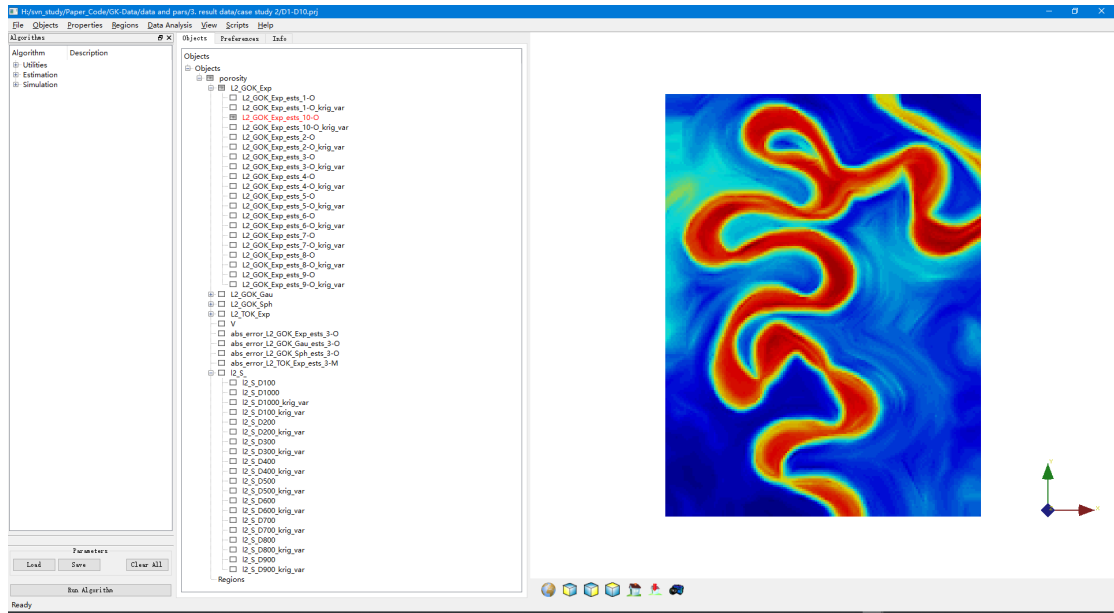 H:/svn_study/Paper_Code/GK-Data/data and pars/3. result data/case study 2/D1-D10.prj
File Objects Properties Regions Data Analysis View Scripts Help
Algorithms
Algorithm Description
Utilities
Estimation
Simulation
Parameters
Load Save Clear All
Run Algorithm
Ready
Objects Preferences Info
Objects
Objects
porosity
L2_GOK_Exp
L2_GOK_Exp_ests_1-O
L2_GOK_Exp_ests_1-O_krig_var
L2_GOK_Exp_ests_10-O
L2_GOK_Exp_ests_10-O_krig_var
L2_GOK_Exp_ests_2-O
L2_GOK_Exp_ests_2-O_krig_var
L2_GOK_Exp_ests_3-O
L2_GOK_Exp_ests_3-O_krig_var
L2_GOK_Exp_ests_4-O
L2_GOK_Exp_ests_4-O_krig_var
L2_GOK_Exp_ests_5-O
L2_GOK_Exp_ests_5-O_krig_var
L2_GOK_Exp_ests_6-O
L2_GOK_Exp_ests_6-O_krig_var
L2_GOK_Exp_ests_7-O
L2_GOK_Exp_ests_7-O_krig_var
L2_GOK_Exp_ests_8-O
L2_GOK_Exp_ests_8-O_krig_var
L2_GOK_Exp_ests_9-O
L2_GOK_Exp_ests_9-O_krig_var
L2_GOK_Gau
L2_GOK_Sph
L2_TOK_Exp
V
abs_error_L2_GOK_Exp_ests_3-O
abs_error_L2_GOK_Gau_ests_3-O
abs_error_L2_GOK_Sph_ests_3-O
abs_error_L2_TOK_Exp_ests_3-M
l2_S_
l2_S_D100
l2_S_D1000
l2_S_D1000_krig_var
l2_S_D100_krig_var
l2_S_D200
l2_S_D200_krig_var
l2_S_D300
l2_S_D300_krig_var
l2_S_D400
l2_S_D400_krig_var
l2_S_D500
l2_S_D500_krig_var
l2_S_D600
l2_S_D600_krig_var
l2_S_D700
l2_S_D700_krig_var
l2_S_D800
l2_S_D800_krig_var
l2_S_D900
l2_S_D900_krig_var
Regions
Y
X